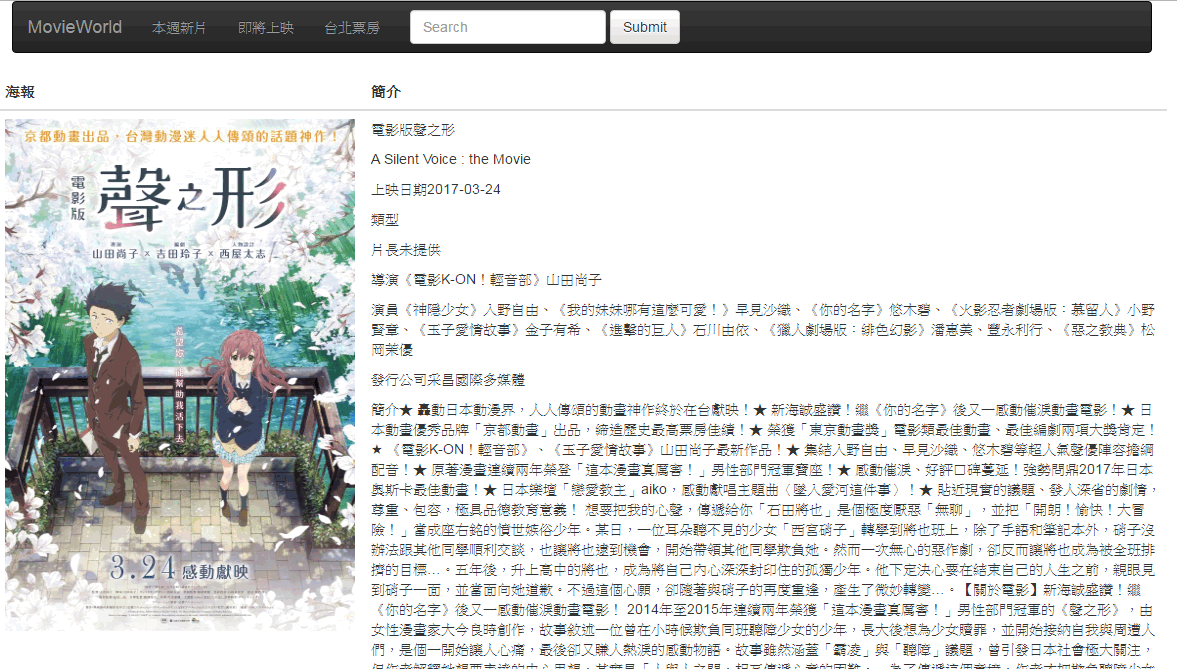 MovieWorld 本週新片 即將上映 台北票房 Search Submit
海報 簡介
京都動畫出品・台灣動漫迷人人傳頌的話題神作！
電影版 聲之形
導演 編劇 人物設計
山田尚子 × 吉田玲子 × 西屋太志
希望妳，能幫助我活下去
3.24 感動獻映
電影版聲之形
A Silent Voice : the Movie
上映日期2017-03-24
類型
片長未提供
導演《電影K-ON！輕音部》山田尚子
演員《神隱少女》入野自由、《我的妹妹哪有這麼可愛！》早見沙織、《你的名字》悠木碧、《火影忍者劇場版：慕留人》小野
賢章、《玉子愛情故事》金子有希、《進擊的巨人》石川由依、《獵人劇場版：緋色幻影》潘惠美、豐永利行、《惡之教典》松
岡茉優
發行公司采昌國際多媒體
簡介★ 轟動日本動漫界，人人傳頌的動畫神作終於在台獻映！★ 新海誠盛讚！繼《你的名字》後又一感動催淚動畫電影！★ 日
本動畫優秀品牌「京都動畫」出品，締造歷史最高票房佳績！★ 榮獲「東京動畫獎」電影類最佳動畫、最佳編劇兩項大獎肯定！
★ 《電影K-ON！輕音部》、《玉子愛情故事》山田尚子最新作品！★ 集結入野自由、早見沙織、悠木碧等超人氣聲優陣容擔綱
配音！★ 原著漫畫連續兩年榮登「這本漫畫真厲害！」男性部門冠軍寶座！★ 感動催淚、好評口碑蔓延！強勢問鼎2017年日本
奧斯卡最佳動畫！★ 日本樂壇「戀愛教主」aiko，感動獻唱主題曲〈墜入愛河這件事〉！★ 貼近現實的議題、發人深省的劇情，
尊重、包容，極具品德教育意義！ 想要把我的心聲，傳遞給你「石田將也」是個極度厭惡「無聊」，並把「開朗！愉快！大冒
險！」當成座右銘的憤世嫉俗少年。某日，一位耳朵聽不見的少女「西宮硝子」轉學到將也班上，除了手語和筆記本外，硝子沒
辦法跟其他同學順利交談，也讓將也逮到機會，開始帶領其他同學欺負她。然而一次無心的惡作劇，卻反而讓將也成為被全班排
擠的目標…。五年後，升上高中的將也，成為將自己內心深深封印住的孤獨少年。他下定決心要在結束自己的人生之前，親眼見
到硝子一面，並當面向她道歉。不過這個心願，卻隨著與硝子的再度重逢，產生了微妙轉變…。【關於電影】新海誠盛讚！繼
《你的名字》後又一感動催淚動畫電影！ 2014年至2015年連續兩年榮獲「這本漫畫真厲害！」男性部門冠軍的《聲之形》，由
女性漫畫家大今良時創作，故事敘述一位曾在小時候欺負同班聽障少女的少年，長大後想為少女贖罪，並開始接納自我與周遭人
們，是個一開始讓人心痛，最後卻又賺人熱淚的感動物語。故事雖然涵蓋「霸凌」與「聽障」議題，曾引發日本社會極大關注，